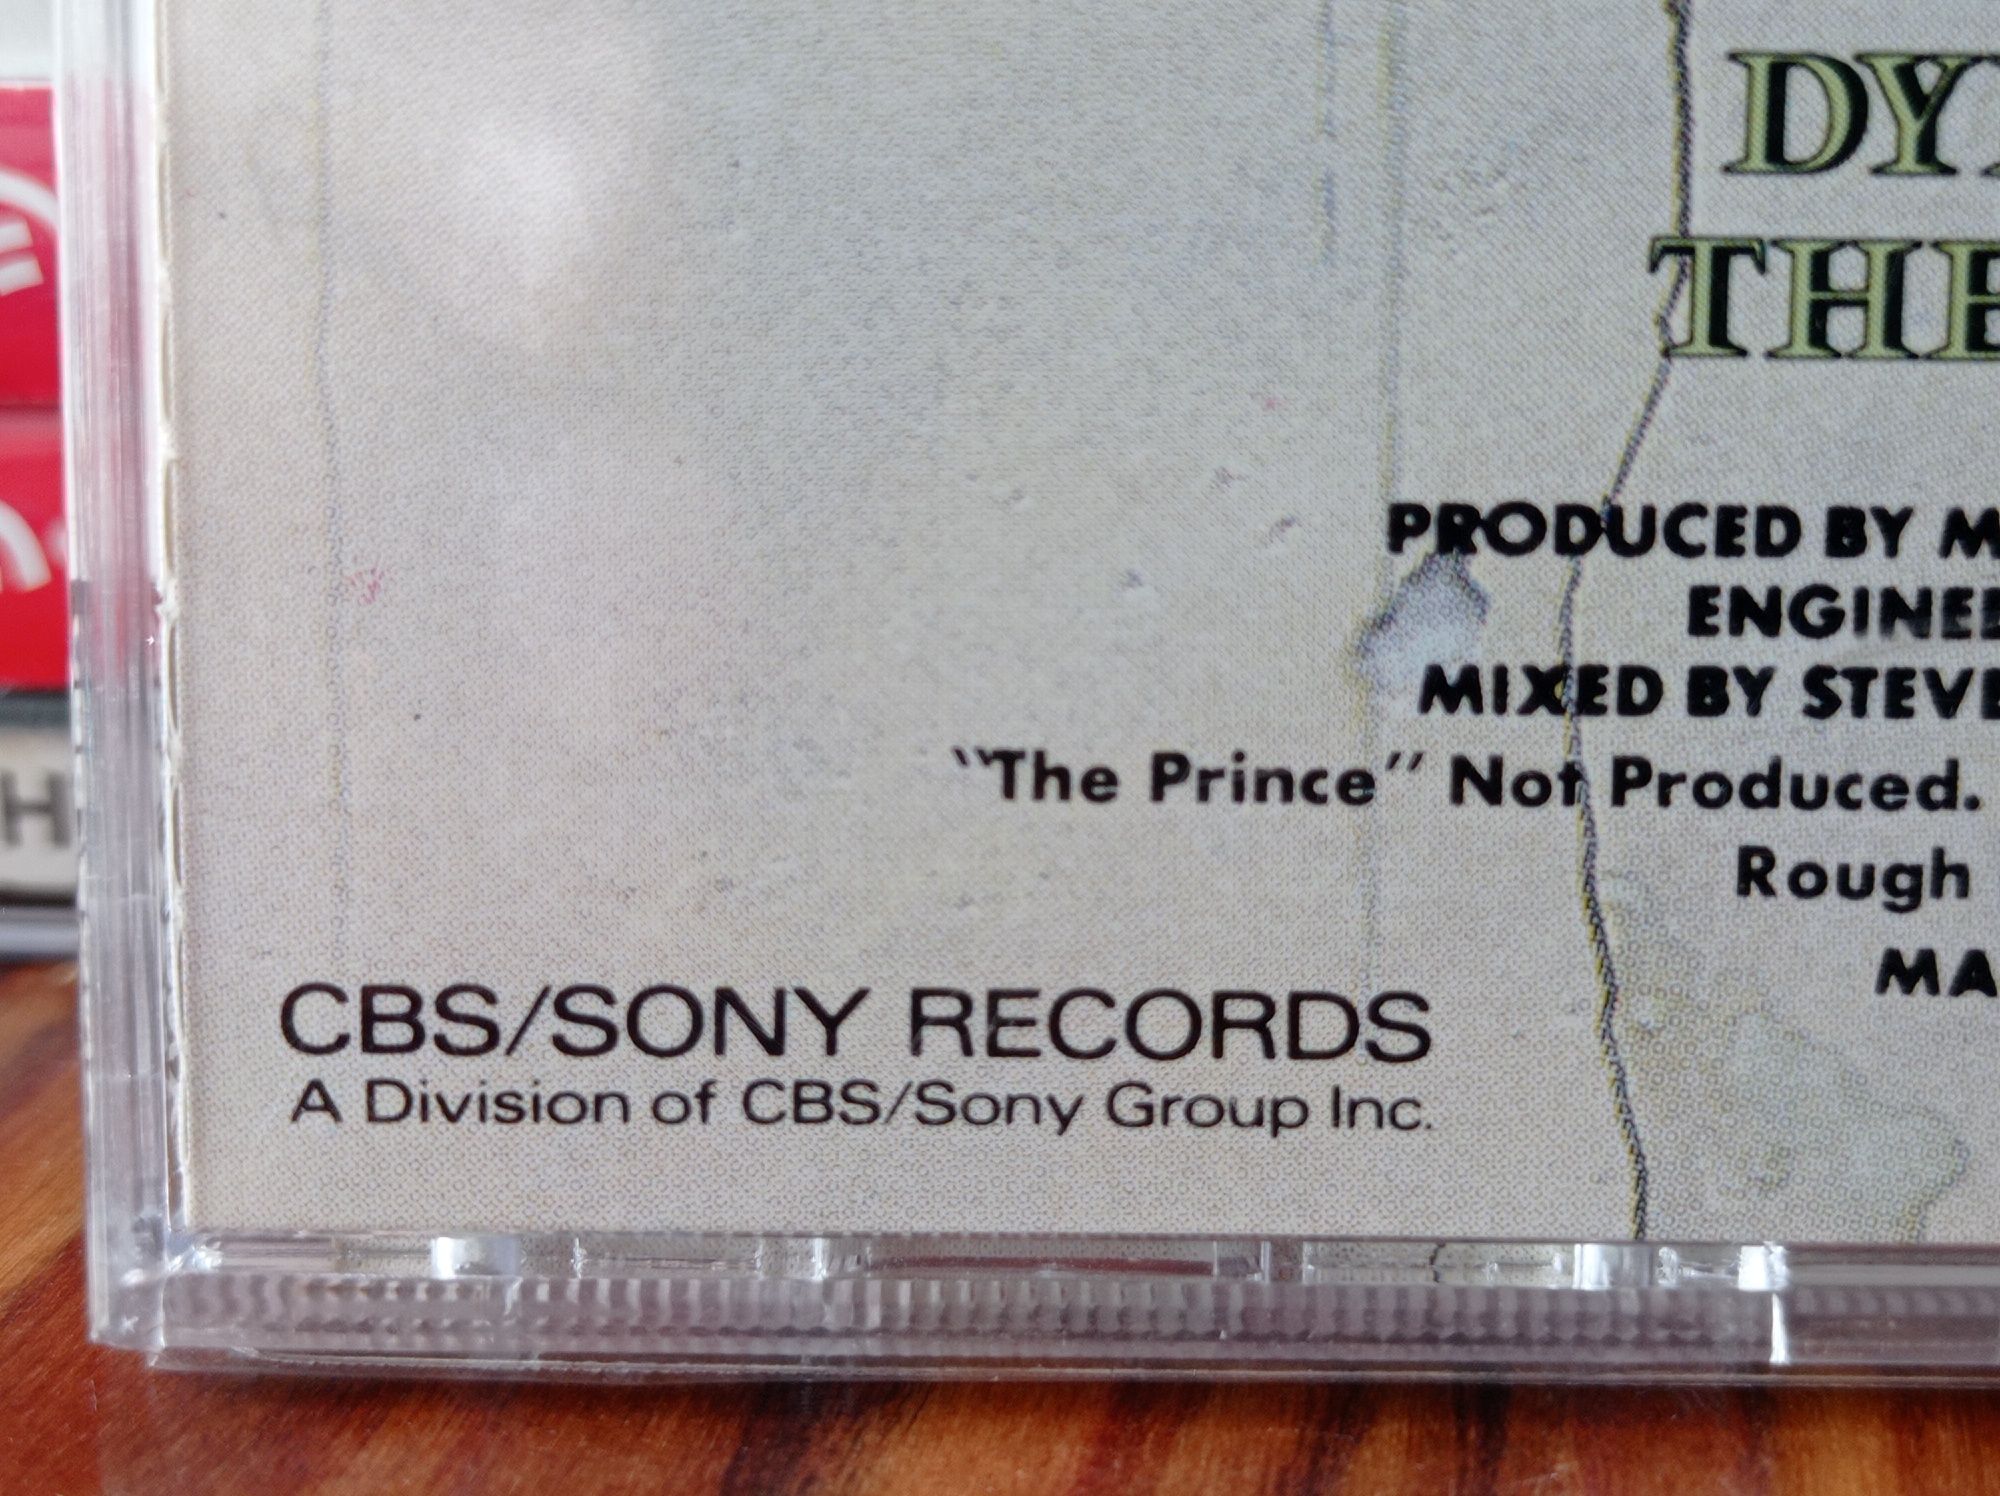 DY
THE
PRODUCED BY M
ENGINEE
MIXED BY STEVE
"The Prince" Not Produced.
Rough
MA
CBS/SONY RECORDS
A Division of CBS/Sony Group Inc.
H